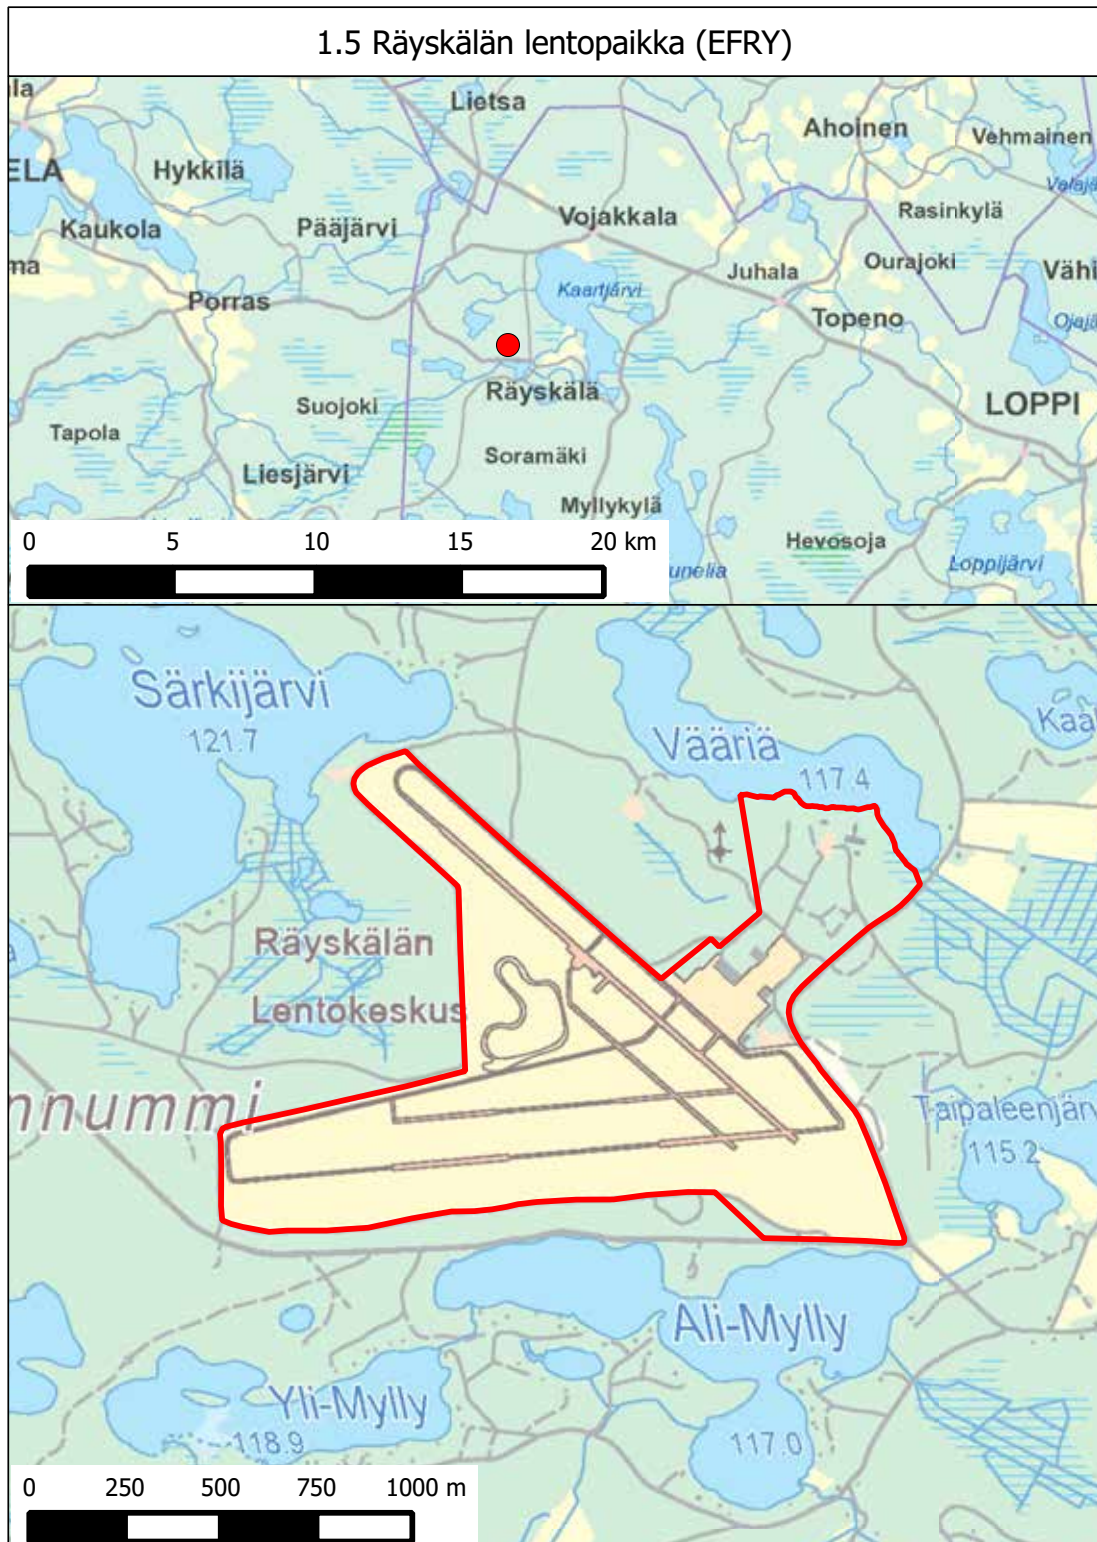 1.5 Räyskälän lentopaikka (EFRY)
Lietsa
Ahoinen
Vehmainen
Hykkilä
Kaukola
Pääjärvi
Vojakkala
Rasinkylä
Juhala
Ourajoki
Kaartjärvi
Porras
Topeno
Räyskälä
LOPPI
Suojoki
Tapola
Soramäki
Liesjärvi
Myllykylä
Hevosoja
Loppijärvi
0 5 10 15 20 km
Särkijärvi
121.7
Vääriä
117.4
Räyskälän
Lentokeskus
nnummi
Taipaleenjärv
115.2
Ali-Mylly
Yli-Mylly
118.9
117.0
0 250 500 750 1000 m